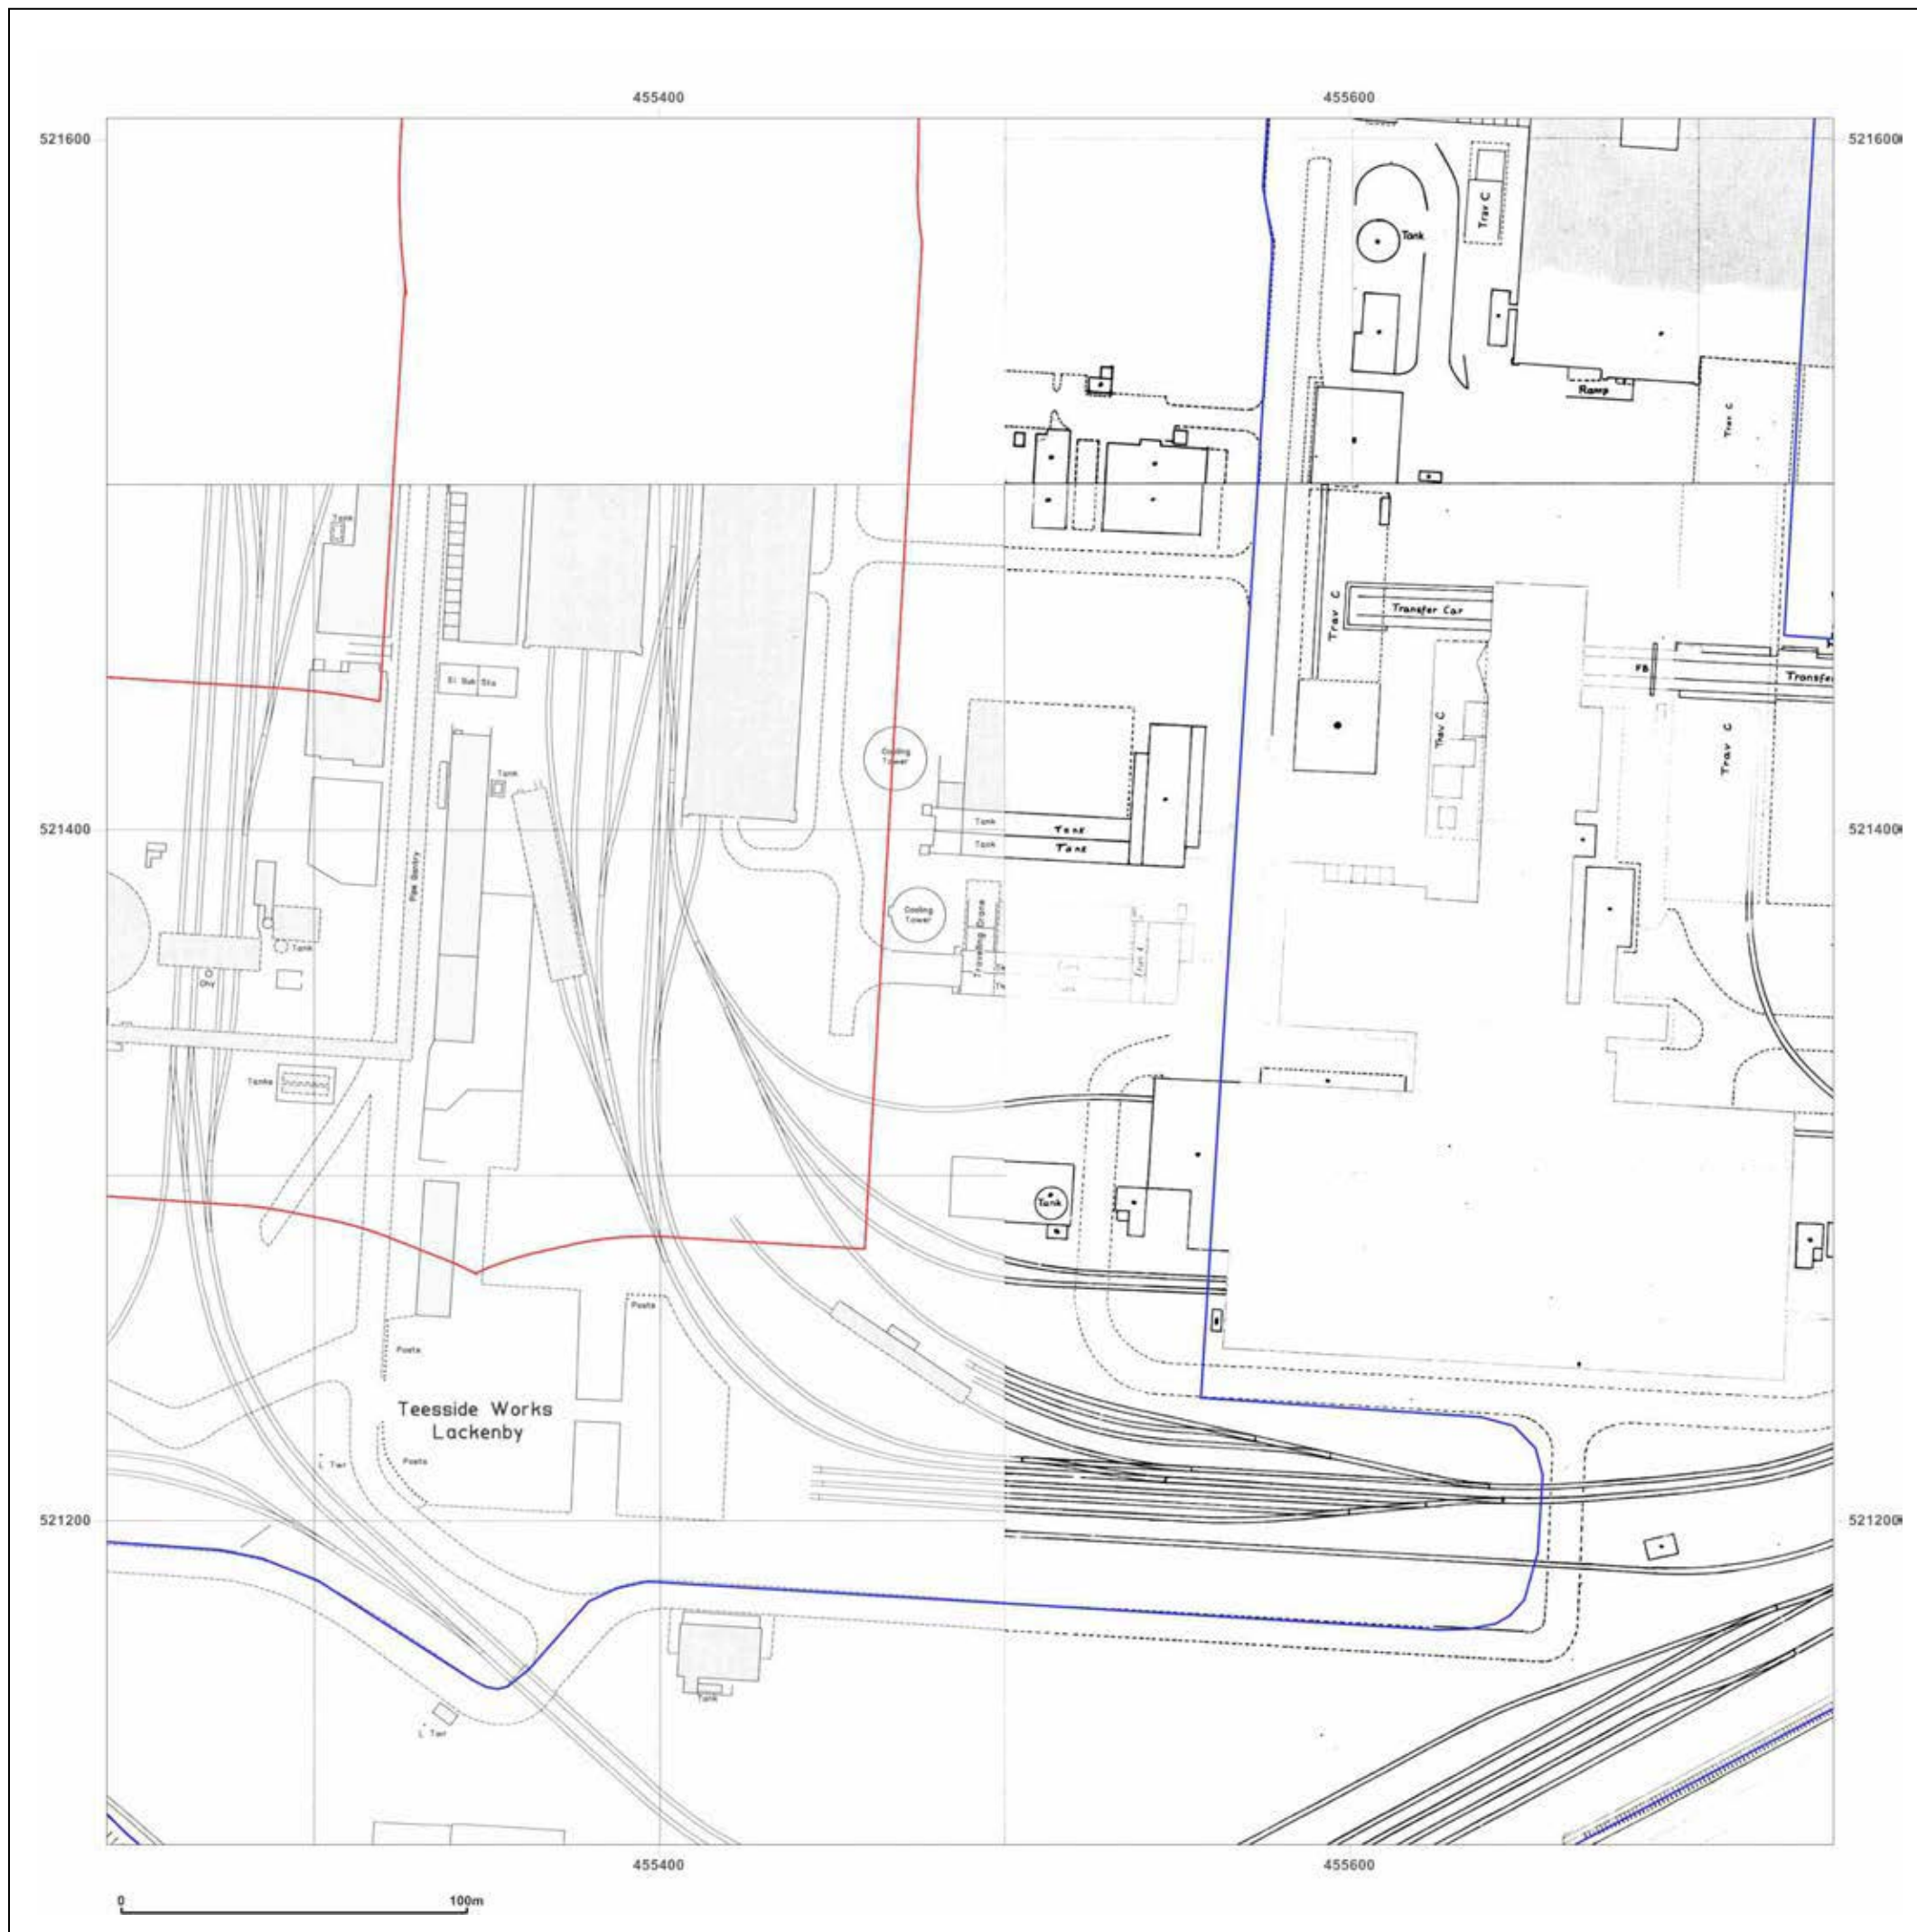 455400
455600
521600
521600
Trav C
Tank
Ramp
Trav C
Tank
Trav C
Transfer Car
FB
El Sub Sta
Cooling
Tower
Trav C
Trav C
Tank
521400
521400
Tank
Tank
Tank
Tank
Pipe Gantry
Cooling
Tower
Travelling Crane
Tank
Chy
Tanks
Tank
Posts
Posts
Teesside Works
Lackenby
L Twr
Posts
521200
521200
Tank
L Twr
455400
455600
0
100m